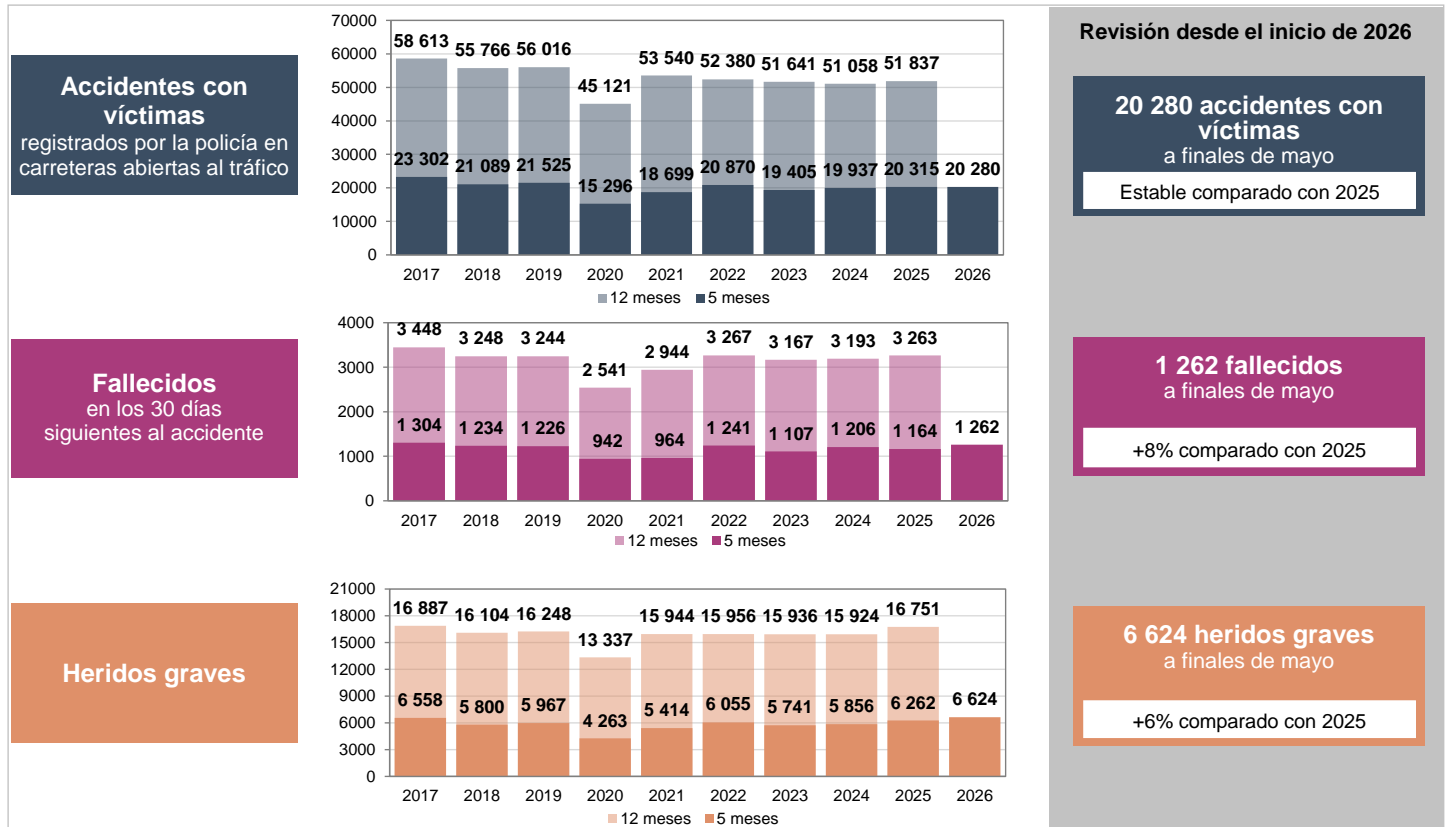 Revisión desde el inicio de 2026
Accidentes con
víctimas
registrados por la policía en
carreteras abiertas al tráfico
70000
60000
50000
40000
30000
20000
10000
0
58 613 55 766 56 016 45 121 53 540 52 380 51 641 51 058 51 837
23 302 21 089 21 525 15 296 18 699 20 870 19 405 19 937 20 315 20 280
2017 2018 2019 2020 2021 2022 2023 2024 2025 2026
12 meses 5 meses
20 280 accidentes con
víctimas
a finales de mayo
Estable comparado con 2025
Fallecidos
en los 30 días
siguientes al accidente
4000
3000
2000
1000
0
3 448 3 248 3 244 2 541 2 944 3 267 3 167 3 193 3 263
1 304 1 234 1 226 942 964 1 241 1 107 1 206 1 164 1 262
2017 2018 2019 2020 2021 2022 2023 2024 2025 2026
12 meses 5 meses
1 262 fallecidos
a finales de mayo
+8% comparado con 2025
Heridos graves
21000
18000
15000
12000
9000
6000
3000
0
16 887 16 104 16 248 13 337 15 944 15 956 15 936 15 924 16 751
6 558 5 800 5 967 4 263 5 414 6 055 5 741 5 856 6 262 6 624
2017 2018 2019 2020 2021 2022 2023 2024 2025 2026
12 meses 5 meses
6 624 heridos graves
a finales de mayo
+6% comparado con 2025